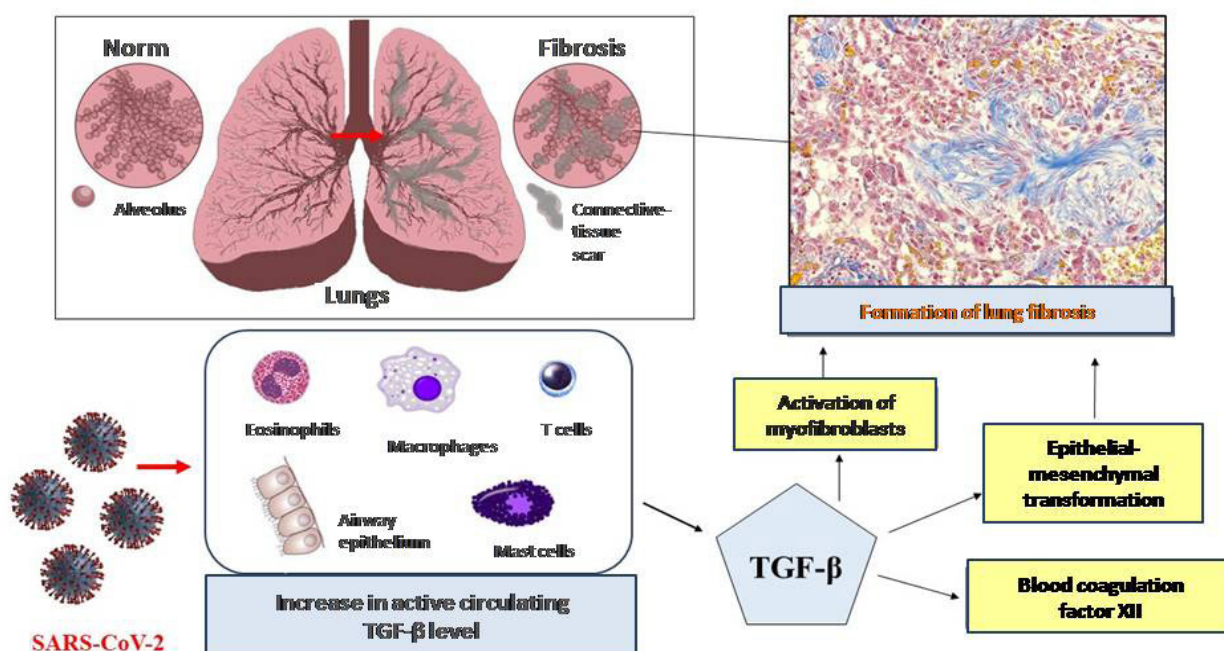 Norm
Fibrosis
Alveolus
Connective-
tissue
scar
Lungs
Formation of lung fibrosis
Eosinophils
Macrophages
T cells
Airway
epithelium
Mast cells
Increase in active circulating
TGF-β level
SARS-CoV-2
Activation of
myofibroblasts
Epithelial-
mesenchymal
transformation
TGF-β
Blood coagulation
factor XII